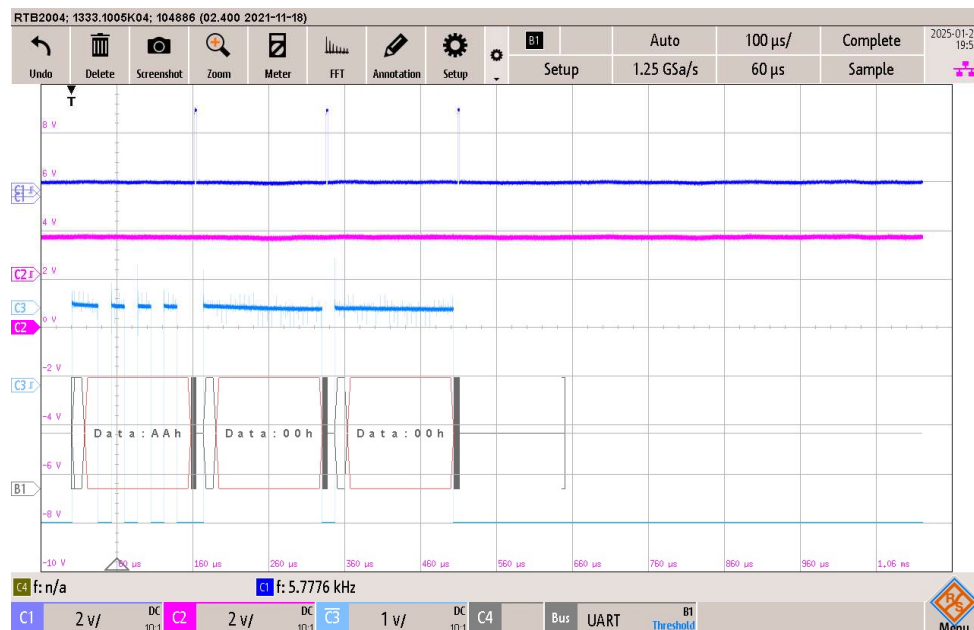 RTB2004; 1333.1005K04; 104886 (02.400 2021-11-18)
Undo Delete Screenshot Zoom Meter FFT Annotation Setup
B1 Auto 100 µs/ Complete
Setup 1.25 GSa/s 60 µs Sample
2025-01-2
19:5
T
8 V
6 V
C1
4 V
C2
2 V
C3
0 V
C2
-2 V
C3
-4 V
Data:AAh Data:00h Data:00h
-6 V
B1
-8 V
-10 V 60 µs 160 µs 260 µs 360 µs 460 µs 560 µs 660 µs 760 µs 860 µs 960 µs 1,06 ms
C4 f: n/a C1 f: 5.7776 kHz
C1 2 V/ DC 10:1 C2 2 V/ DC 10:1 C3 1 V/ DC 10:1 C4 Bus UART B1 Threshold
R&S
Menu